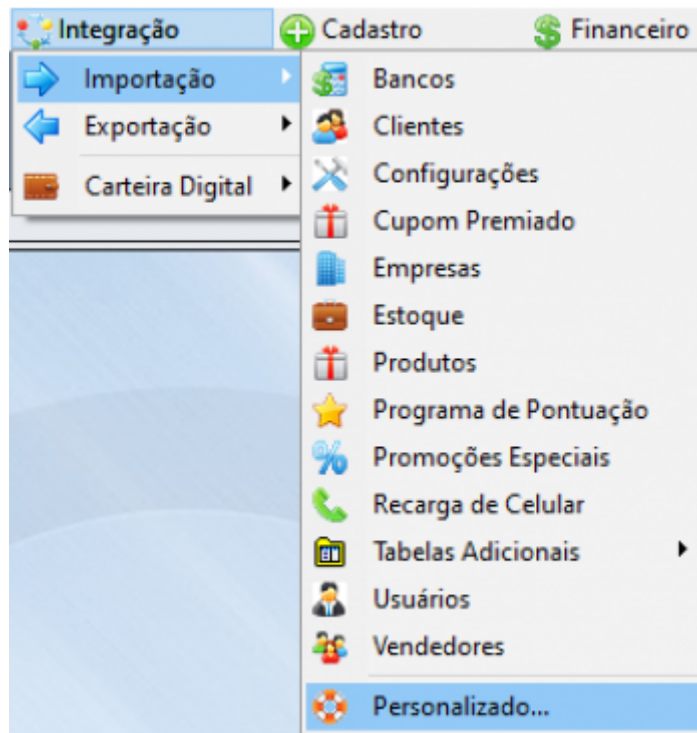 Integração Cadastro Financeiro
Importação
Exportação
Carteira Digital
Bancos
Clientes
Configurações
Cupom Premiado
Empresas
Estoque
Produtos
Programa de Pontuação
Promoções Especiais
Recarga de Celular
Tabelas Adicionais
Usuários
Vendedores
Personalizado...